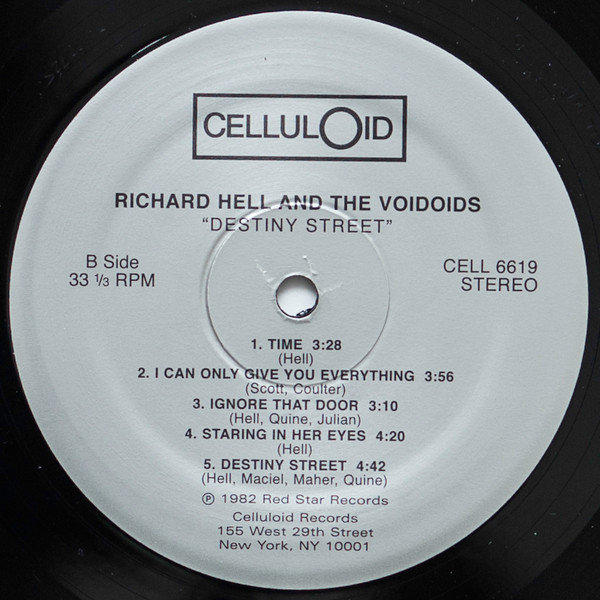 CELLULOID
RICHARD HELL AND THE VOIDOIDS
"DESTINY STREET"
B Side
33 1/3 RPM
CELL 6619
STEREO
1. TIME 3:28
(Hell)
2. I CAN ONLY GIVE YOU EVERYTHING 3:56
(Scott, Coulter)
3. IGNORE THAT DOOR 3:10
(Hell, Quine, Julian)
4. STARING IN HER EYES 4:20
(Hell)
5. DESTINY STREET 4:42
(Hell, Maciel, Maher, Quine)
℗ 1982 Red Star Records
Celluloid Records
155 West 29th Street
New York, NY 10001